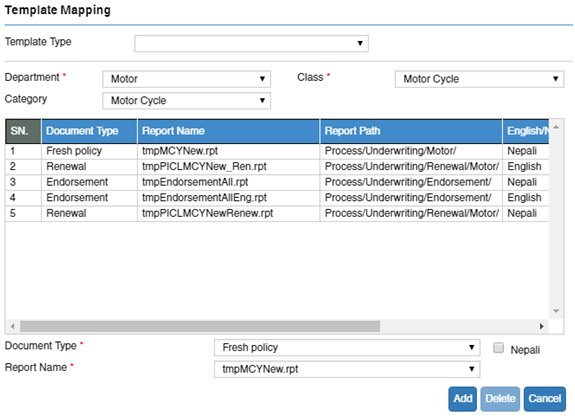 Template Mapping
Template Type
Department * Motor Class * Motor Cycle
Category Motor Cycle
SN. Document Type Report Name Report Path English/N
1 Fresh policy tmpMCYNew.rpt Process/Underwriting/Motor/ Nepali
2 Renewal tmpPICLMCYNew_Ren.rpt Process/Underwriting/Renewal/Motor/ English
3 Endorsement tmpEndorsementAll.rpt Process/Underwriting/Endorsement/ Nepali
4 Endorsement tmpEndorsementAllEng.rpt Process/Underwriting/Endorsement/ English
5 Renewal tmpPICLMCYNewRenew.rpt Process/Underwriting/Renewal/Motor/ Nepali
Document Type * Fresh policy Nepali
Report Name * tmpMCYNew.rpt
Add Delete Cancel